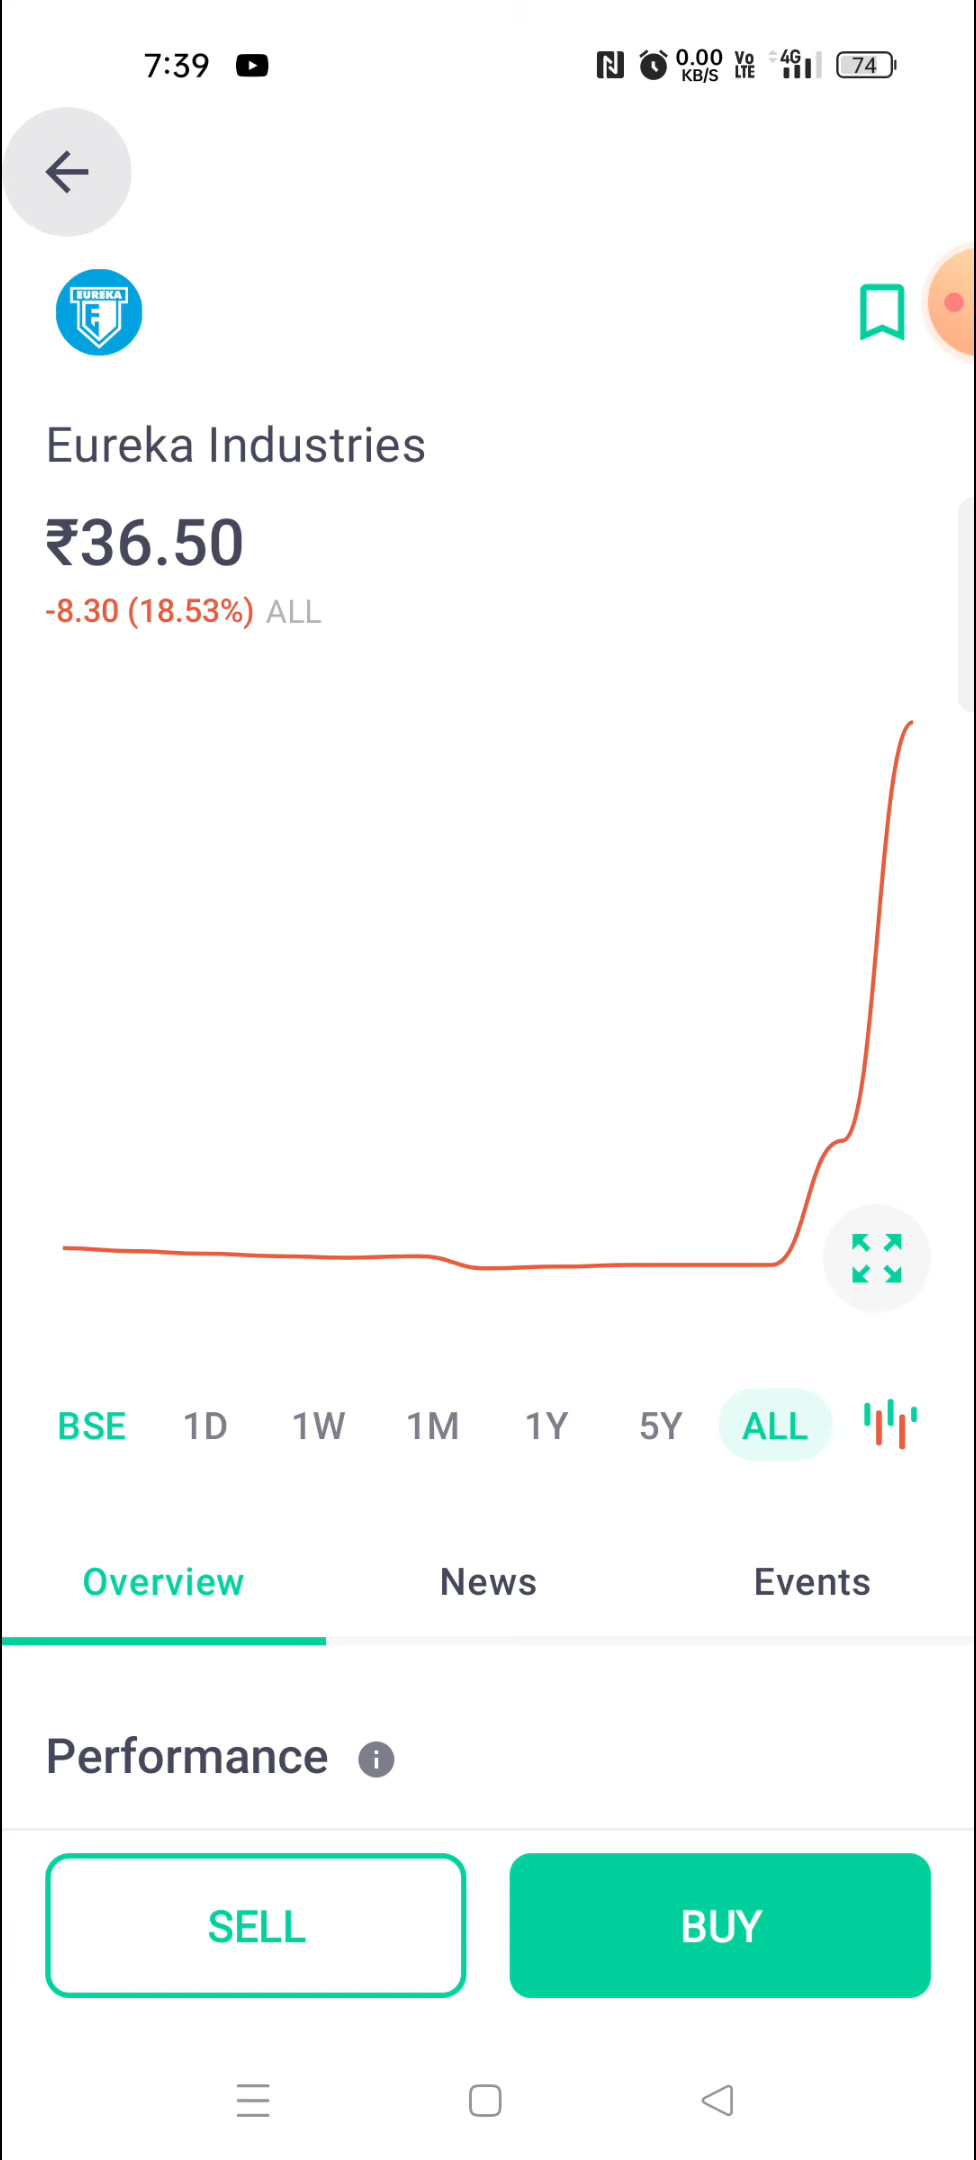 7:39 0.00 KB/S Vo LTE 4G 74
EUREKA
Eureka Industries
₹36.50
-8.30 (18.53%) ALL
BSE 1D 1W 1M 1Y 5Y ALL
Overview News Events
Performance
SELL BUY